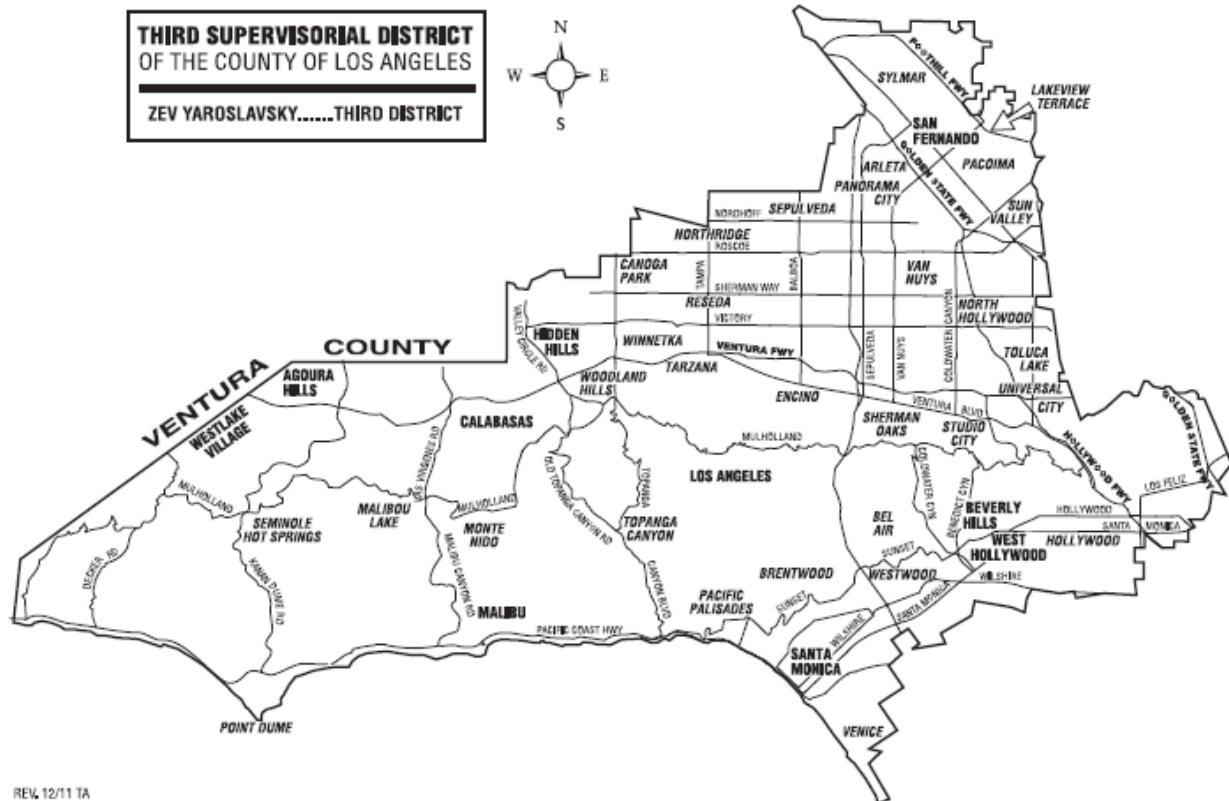 THIRD SUPERVISORIAL DISTRICT
OF THE COUNTY OF LOS ANGELES
ZEV YAROSLAVSKY.......THIRD DISTRICT
N
W
E
S
FOOTHILL FWY
SYLMAR
LAKEVIEW
TERRACE
SAN
FERNANDO
GOLDEN STATE FWY
ARLETA
PACOIMA
PANORAMA
CITY
SUN
VALLEY
SEPULVEDA
NORDHOFF
NORTHRIDGE
ROSCOE
CANOGA
PARK
TAMPA
BALBOA
VAN
NUYS
SHERMAN WAY
RESEDA
COLDWATER CANYON
NORTH
HOLLYWOOD
VICTORY
VALLEY CIRCLE RD
HIDDEN
HILLS
WINNETKA
VENTURA FWY
SEPULVEDA
VAN NUYS
TOLUCA
LAKE
VENTURA
COUNTY
AGOURA
HILLS
WOODLAND
HILLS
TARZANA
ENCINO
UNIVERSAL
CITY
GOLDEN STATE FWY
WESTLAKE
VILLAGE
CALABASAS
VENTURA BLVD
SHERMAN
OAKS
STUDIO
CITY
HOLLYWOOD FWY
MULHOLLAND
LAS VIRGENES RD
OLD TOPANGA CANYON RD
TOPANGA
LOS ANGELES
COLDWATER CYN
BENEDICT CYN
LOS FELIZ
MULHOLLAND
SEMINOLE
HOT SPRINGS
MALIBOU
LAKE
MULHOLLAND
MONTE
NIDO
TOPANGA
CANYON
BEL
AIR
BEVERLY
HILLS
HOLLYWOOD
SANTA MONICA
WEST
HOLLYWOOD
HOLLYWOOD
DECKER RD
KANAN DUME RD
MALIBU CANYON RD
CANYON BLVD
SUNSET
BRENTWOOD
WESTWOOD
WILSHIRE
PACIFIC
PALISADES
SUNSET
SANTA MONICA
MALIBU
PACIFIC COAST HWY
WILSHIRE
SANTA
MONICA
POINT DUME
VENICE
REV. 12/11 TA